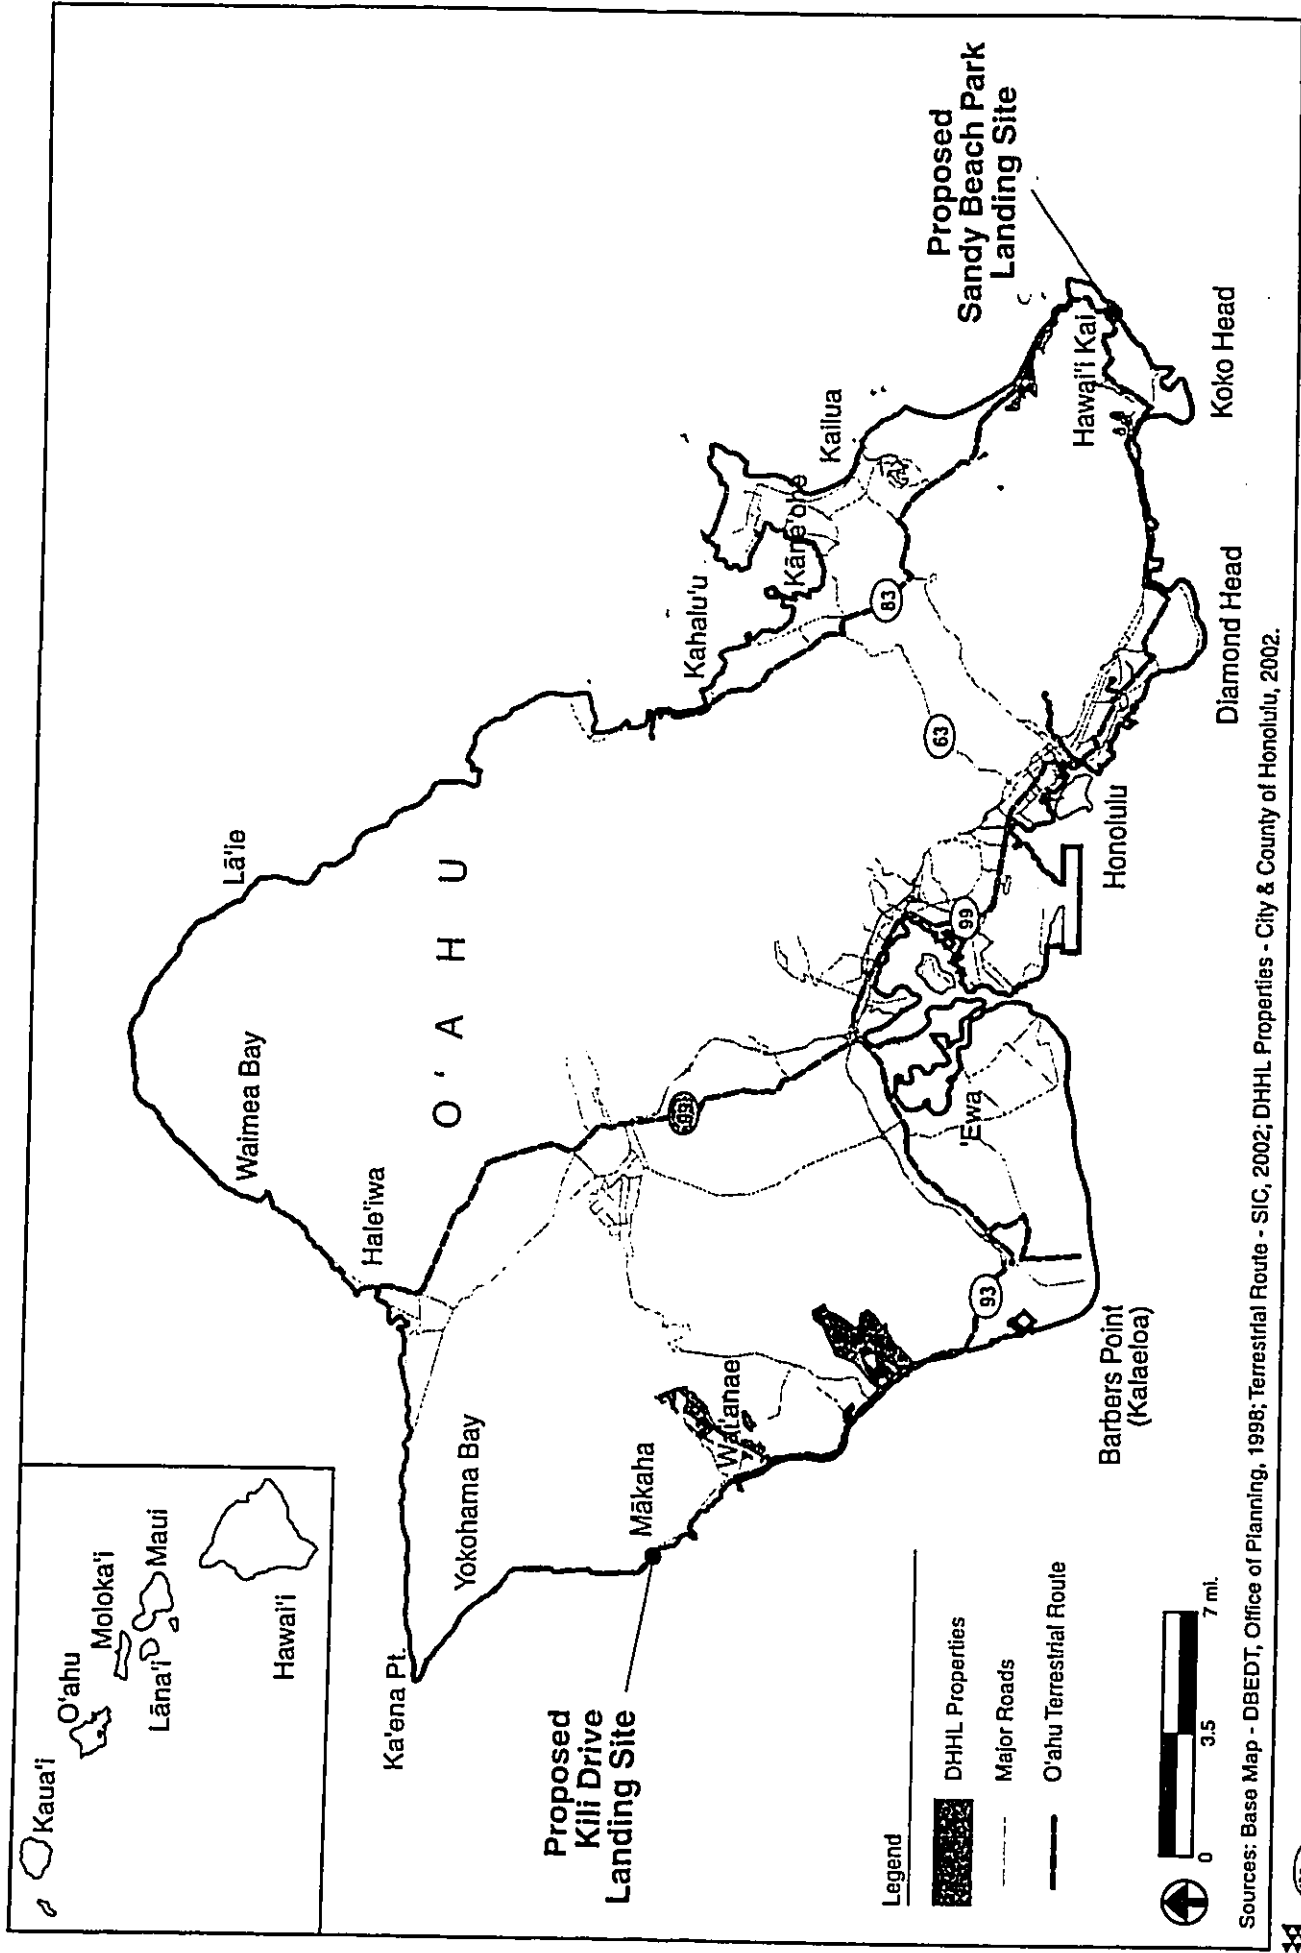 Kaua'i
O'ahu
Moloka'i
Lāna'i
Maui
Hawai'i
Lā'ie
Waimea Bay
Hale'iwa
O ' A H U
Kahalu'u
Kāne'ohe
Kailua
Proposed
Sandy Beach Park
Landing Site
Ka'ena Pt.
Yokohama Bay
Mākaha
Wai'anae
Proposed
Kili Drive
Landing Site
83
63
99
93
'Ewa
Hawai'i Kai
Koko Head
Diamond Head
Honolulu
Barbers Point
(Kalaeloa)
Legend
DHHL Properties
Major Roads
O'ahu Terrestrial Route
0 3.5 7 mi.
Sources: Base Map - DBEDT, Office of Planning, 1998; Terrestrial Route - SIC, 2002; DHHL Properties - City & County of Honolulu, 2002.